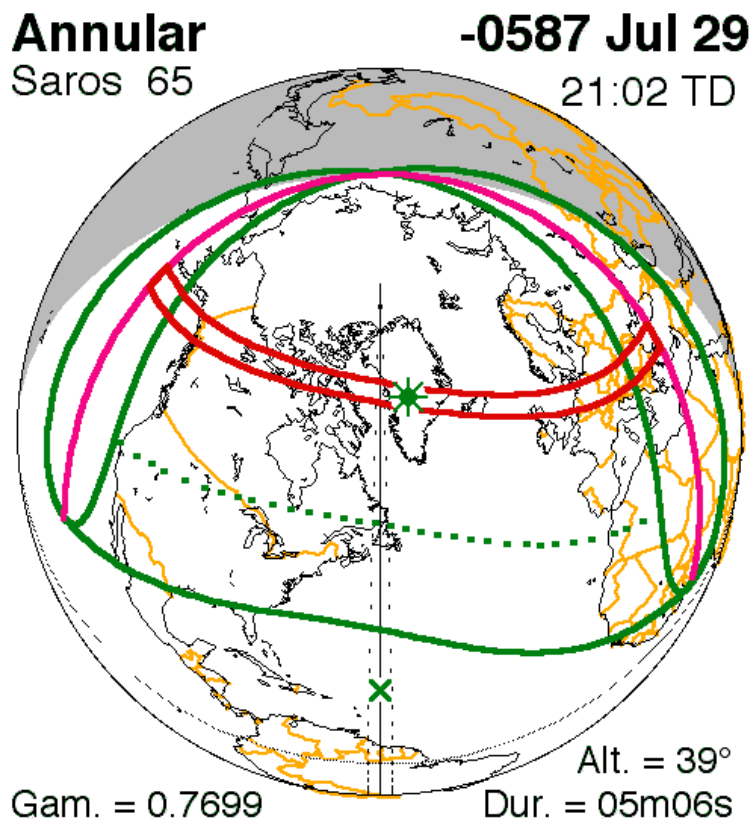 Annular -0587 Jul 29
Saros 65 21:02 TD
Alt. = 39°
Gam. = 0.7699 Dur. = 05m06s